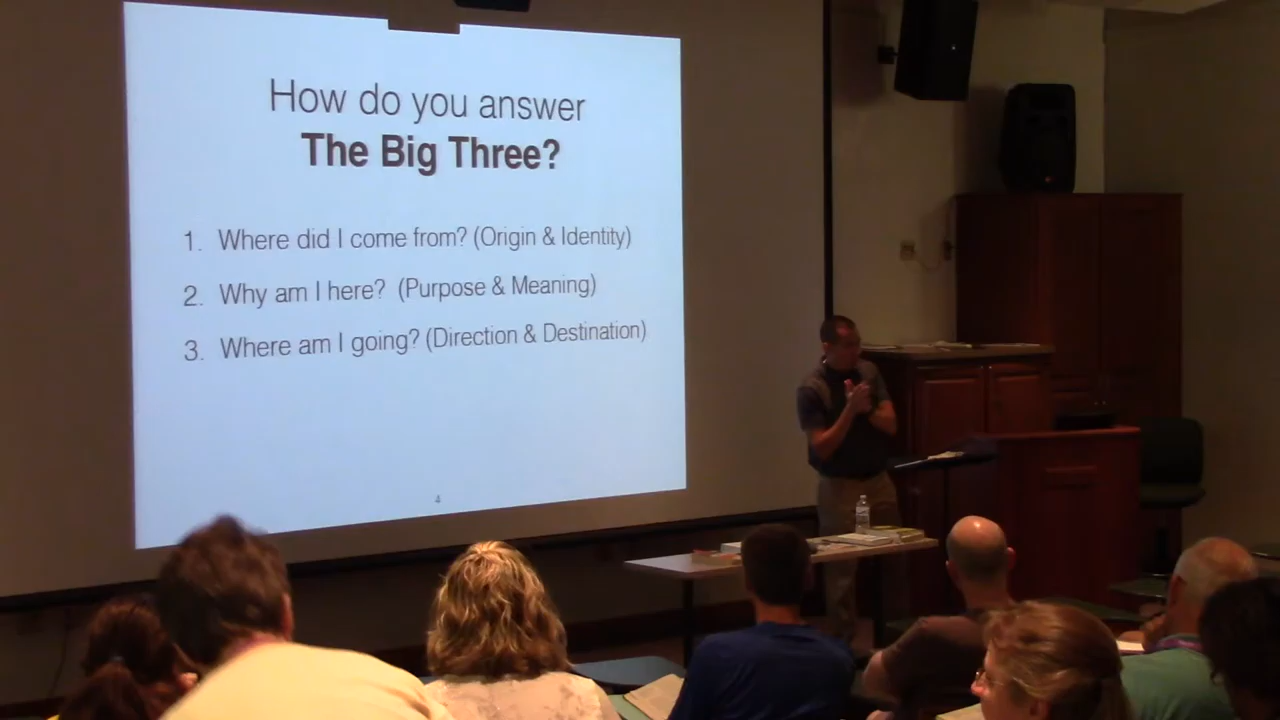 How do you answer
The Big Three?
1. Where did I come from? (Origin & Identity)
2. Why am I here? (Purpose & Meaning)
3. Where am I going? (Direction & Destination)
4